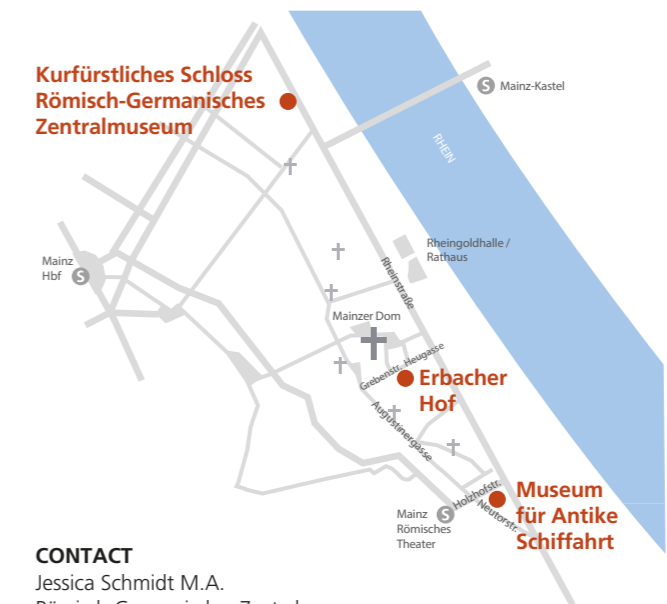 Kurfürstliches Schloss
Römisch-Germanisches
Zentralmuseum
S Mainz-Kastel
RHEIN
Rheingoldhalle /
Rathaus
Mainz
Hbf S
Rheinstraße
Mainzer Dom
Grebenstr. Heugasse
Erbacher
Hof
Augustinergasse
Holzhofstr.
Neutorstr.
Museum
für Antike
Schiffahrt
Mainz S
Römisches
Theater
CONTACT
Jessica Schmidt M.A.